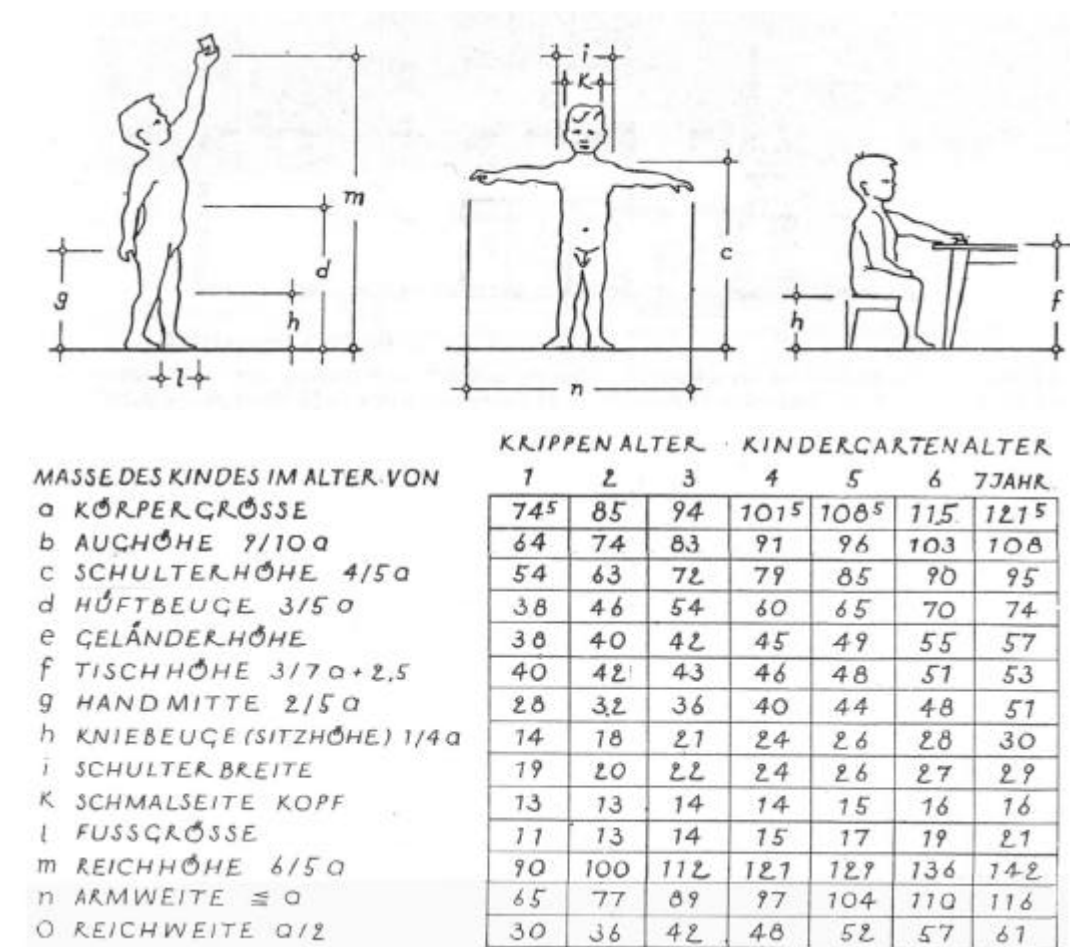 i
K
m
d
c
g
h
h
f
l
n
KRIPPENALTER KINDERGARTENALTER
MASSE DES KINDES IM ALTER VON 1 2 3 4 5 6 7 JAHR
a KÖRPERGRÖSSE 74⁵ 85 94 101⁵ 108⁵ 115 121⁵
b AUGHÖHE 9/10 a 64 74 83 91 96 103 108
c SCHULTERHÖHE 4/5 a 54 63 72 79 85 90 95
d HÜFTBEUGE 3/5 a 38 46 54 60 65 70 74
e GELÄNDERHÖHE 38 40 42 45 49 55 57
f TISCHHÖHE 3/7 a + 2,5 40 42 43 46 48 51 53
g HANDMITTE 2/5 a 28 32 36 40 44 48 51
h KNIEBEUGE (SITZHÖHE) 1/4 a 14 18 21 24 26 28 30
i SCHULTERBREITE 19 20 22 24 26 27 29
K SCHMALSEITE KOPF 13 13 14 14 15 16 16
l FUSSGRÖSSE 11 13 14 15 17 19 21
m REICHHÖHE 6/5 a 90 100 112 121 129 136 142
n ARMWEITE ≦ a 65 77 89 97 104 110 116
O REICHWEITE a/2 30 36 42 48 52 57 61